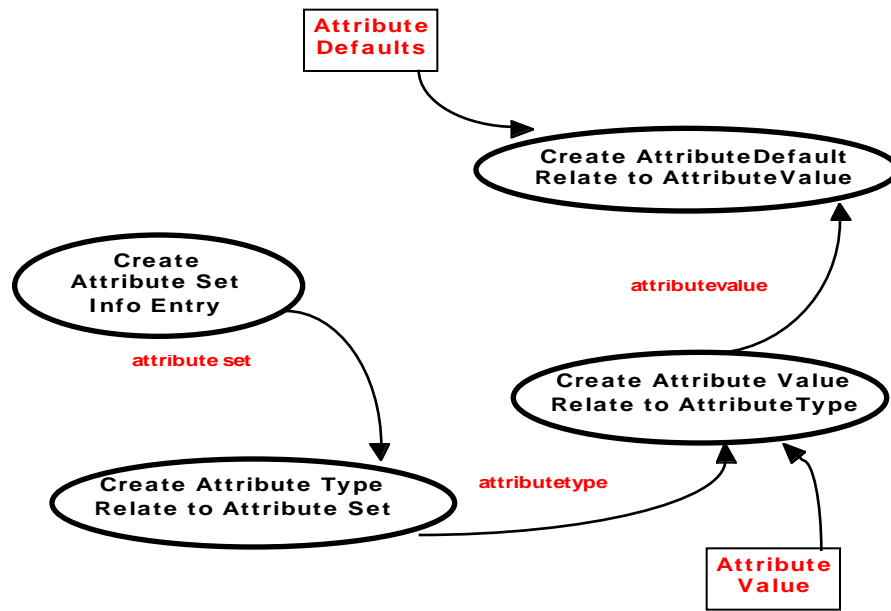 Attribute
Defaults
Create AttributeDefault
Relate to AttributeValue
Create
Attribute Set
Info Entry
attributevalue
attribute set
Create Attribute Value
Relate to AttributeType
Create Attribute Type
Relate to Attribute Set
attributetype
Attribute
Value